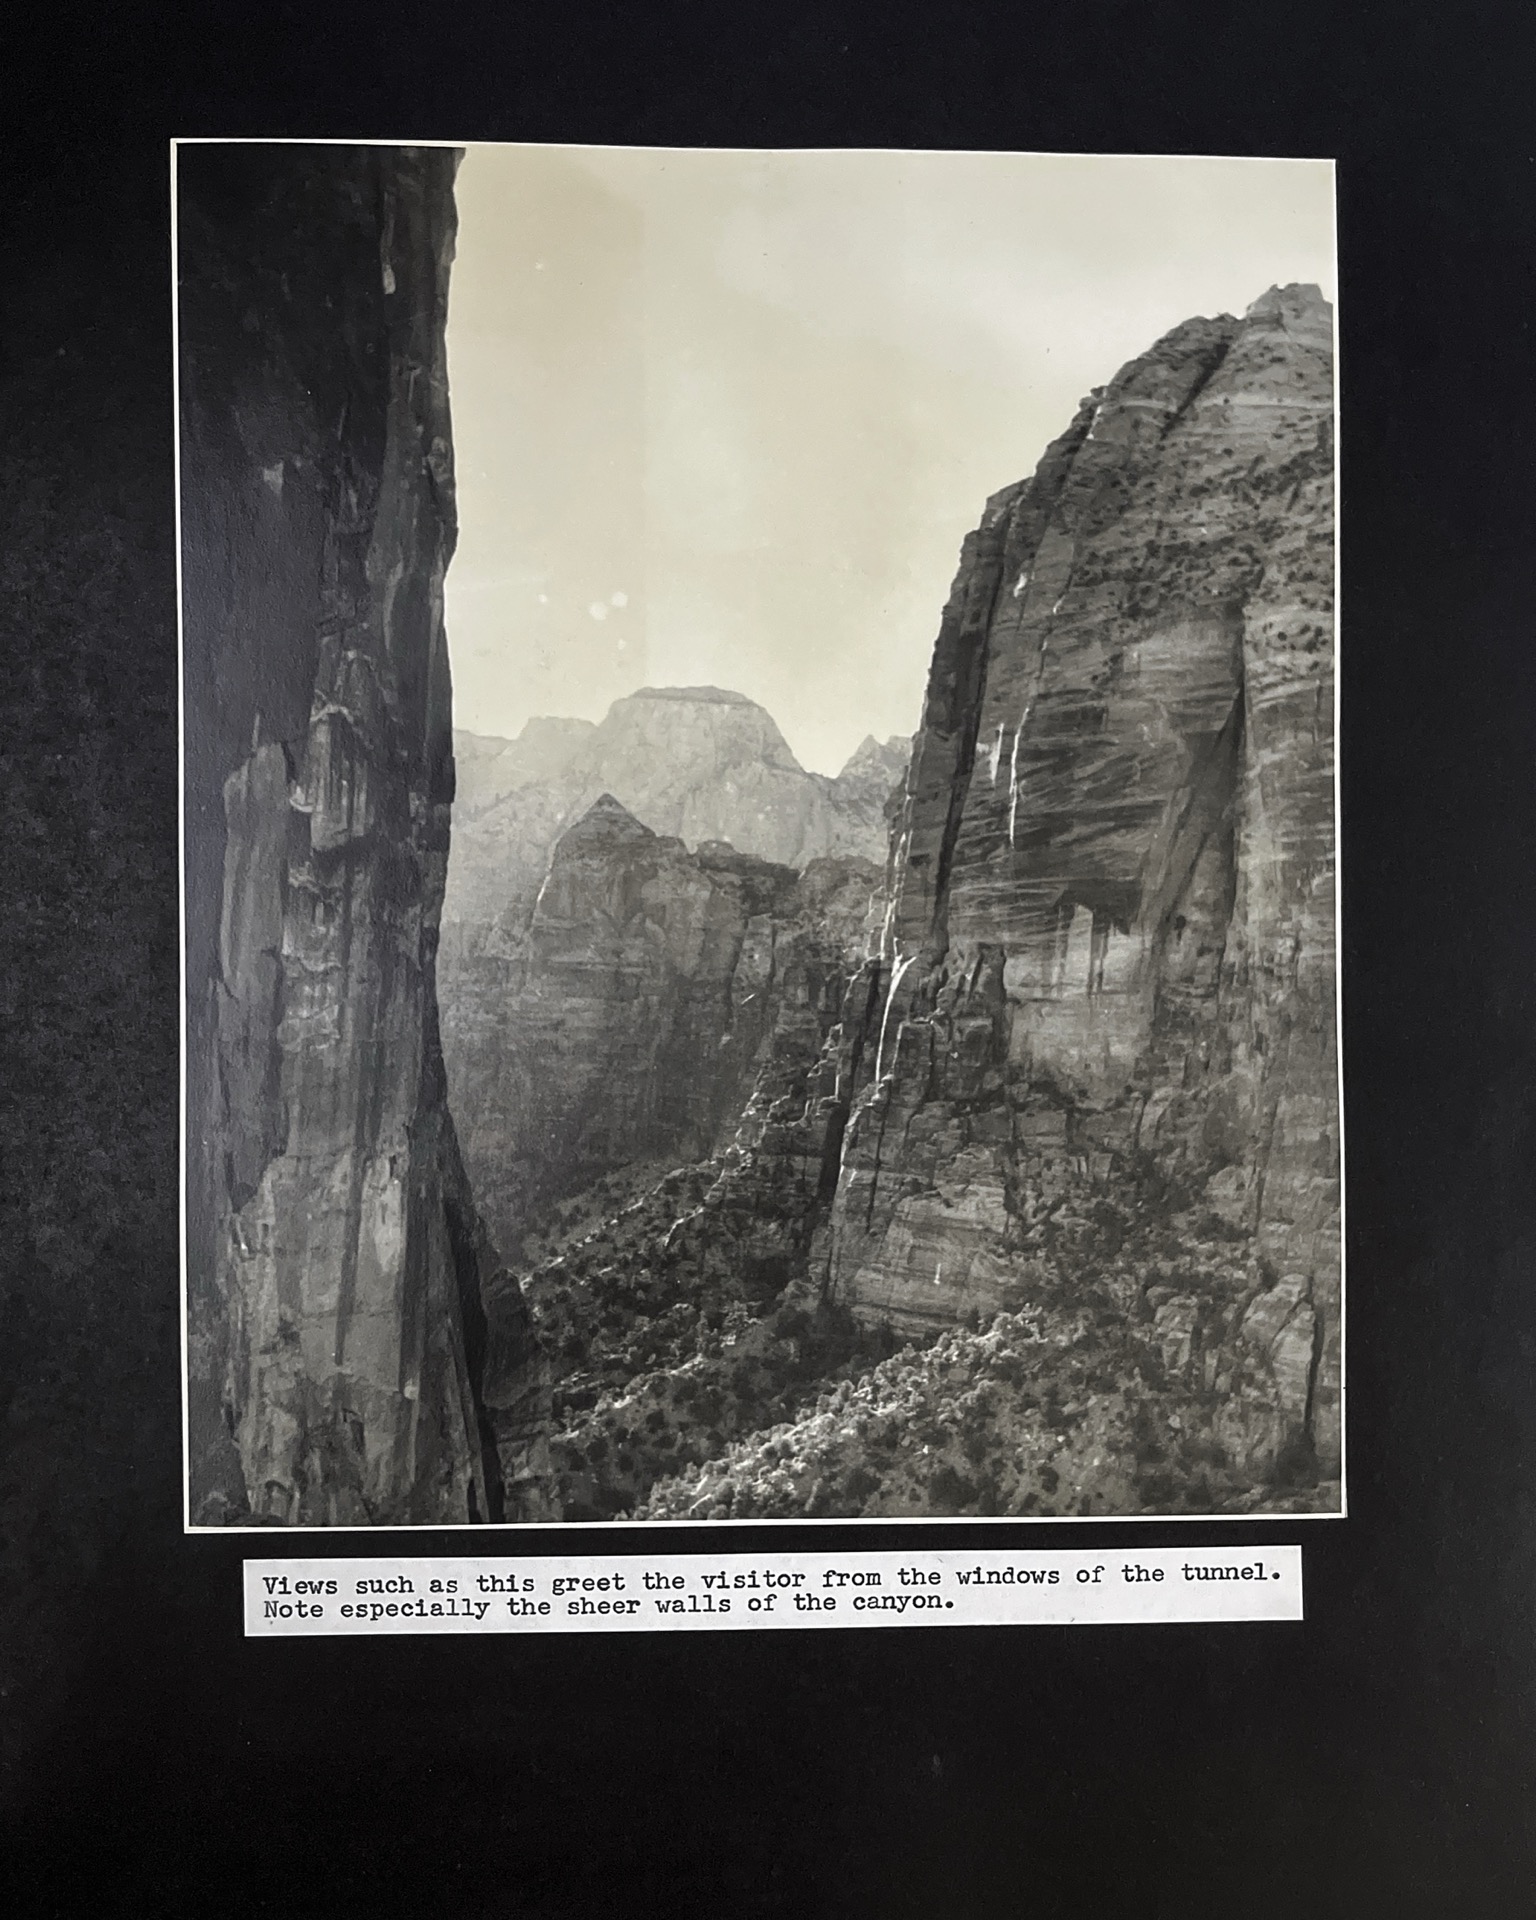 Views such as this greet the visitor from the windows of the tunnel.
Note especially the sheer walls of the canyon.